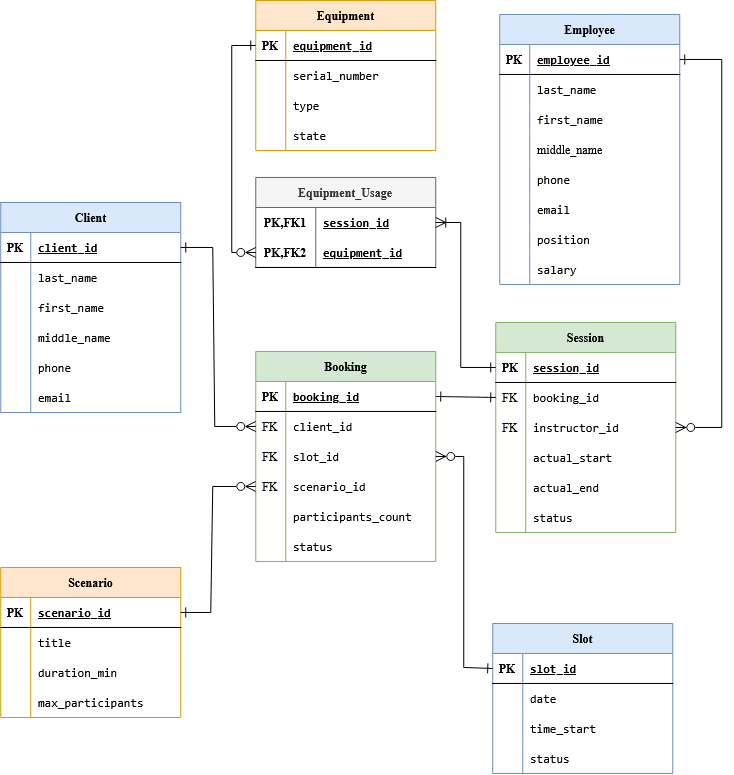 Equipment
PK equipment_id
serial_number
type
state
Employee
PK employee_id
last_name
first_name
middle_name
phone
email
position
salary
Equipment_Usage
PK,FK1 session_id
PK,FK2 equipment_id
Client
PK client_id
last_name
first_name
middle_name
phone
email
Booking
PK booking_id
FK client_id
FK slot_id
FK scenario_id
participants_count
status
Session
PK session_id
FK booking_id
FK instructor_id
actual_start
actual_end
status
Scenario
PK scenario_id
title
duration_min
max_participants
Slot
PK slot_id
date
time_start
status